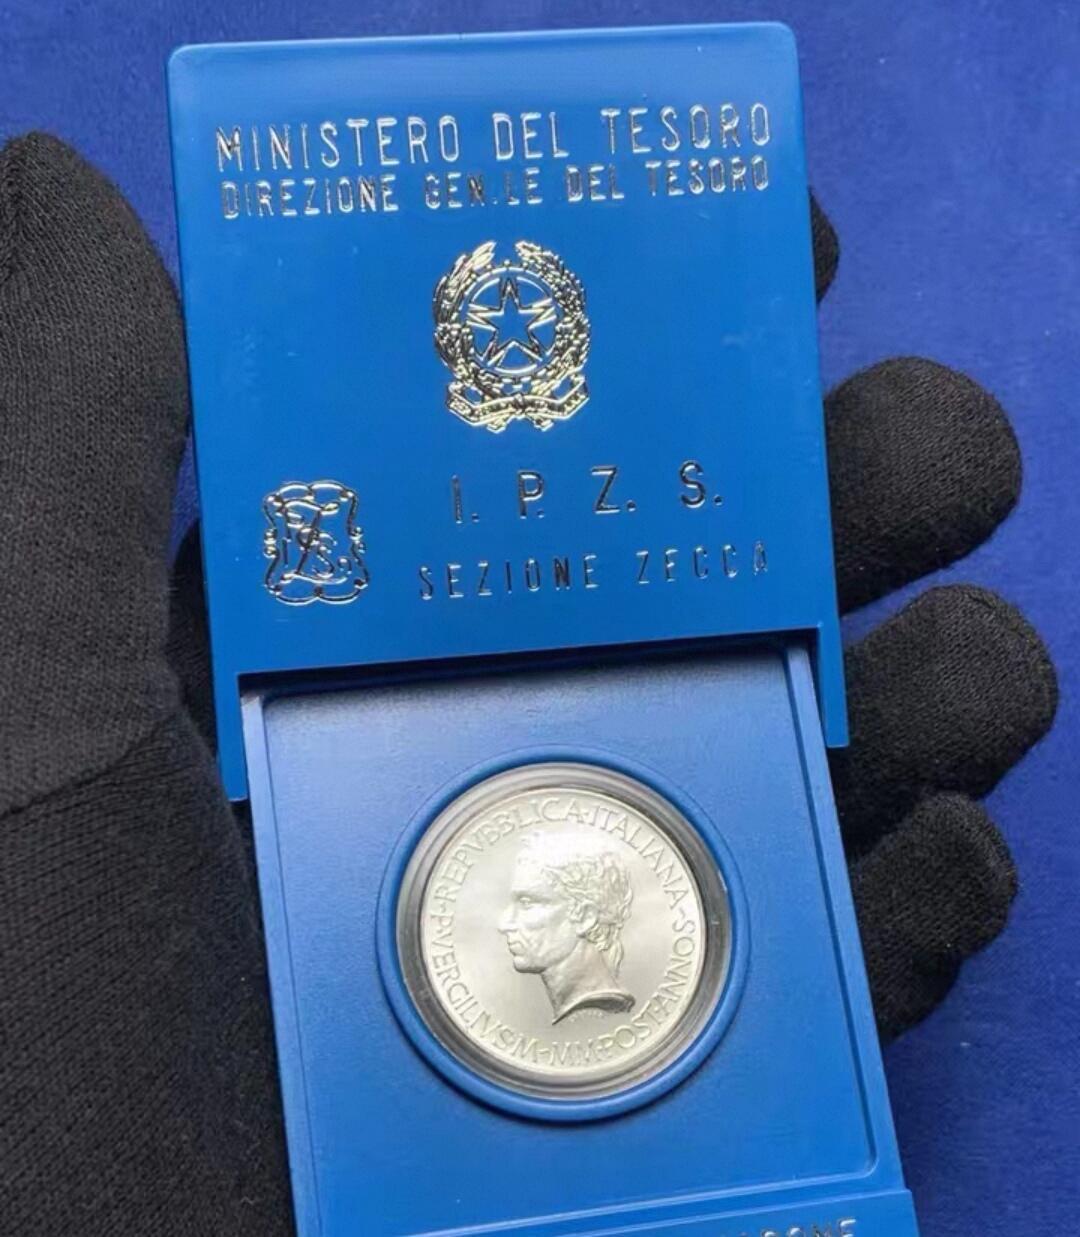 MINISTERO DEL TESORO
DIREZIONE GEN.LE DEL TESORO
I. P. Z. S.
SEZIONE ZECCA
P·VERGILIVS·M·MM·POST·ANNOS·REPVBBLICA·ITALIANA